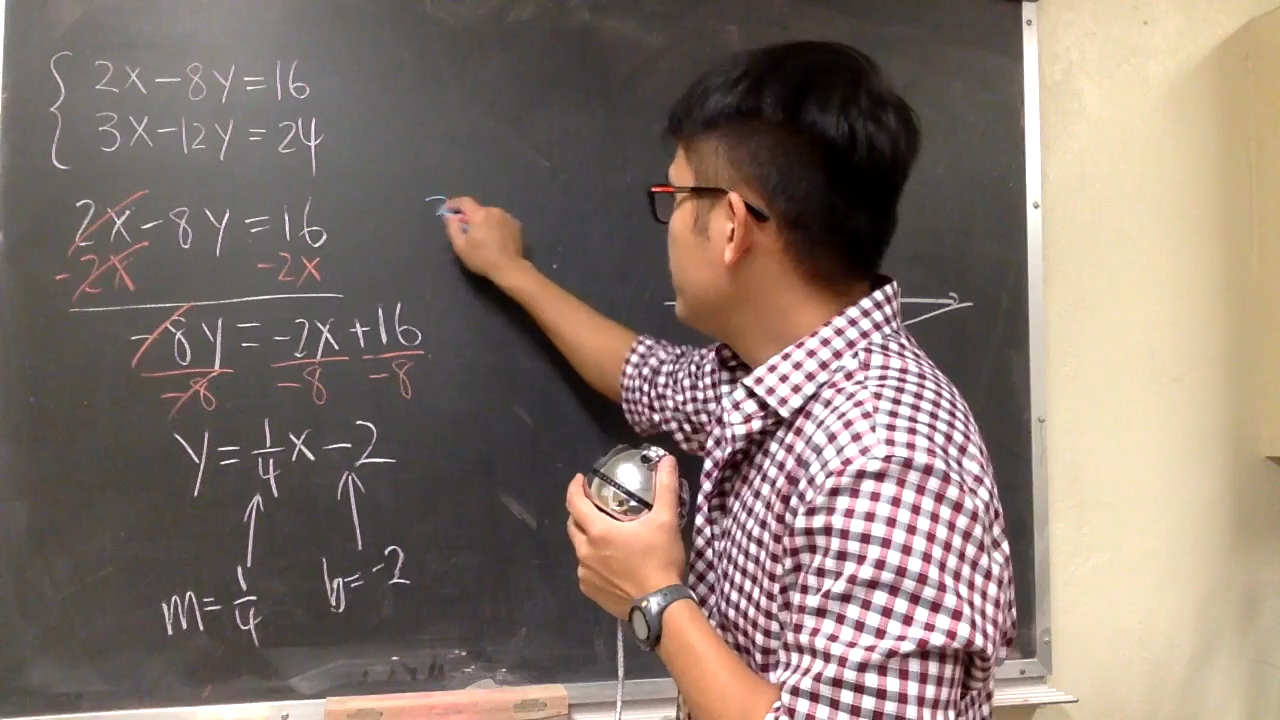 2x-8y=16
3x-12y=24
2x-8y=16
-2x -2x
-8y=-2x+16
-8 -8 -8
y=1/4x-2
m=1/4 b=-2